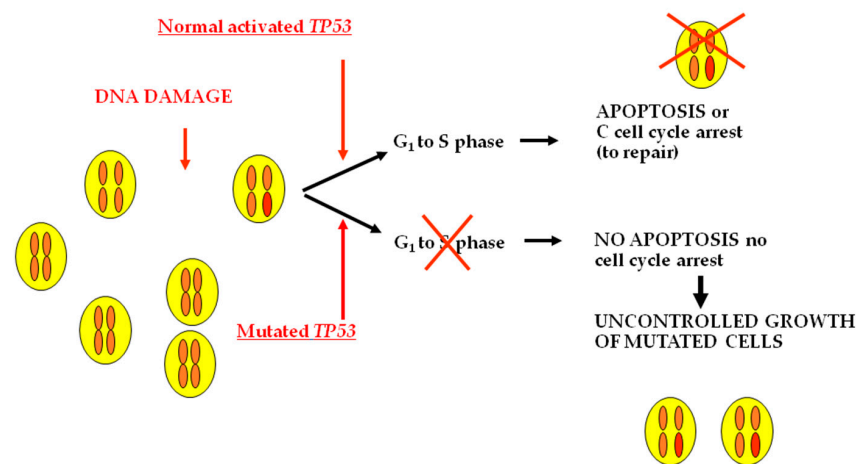 Normal activated TP53
DNA DAMAGE
G₁ to S phase
APOPTOSIS or
C cell cycle arrest
(to repair)
G₁ to S phase
NO APOPTOSIS no
cell cycle arrest
Mutated TP53
UNCONTROLLED GROWTH
OF MUTATED CELLS